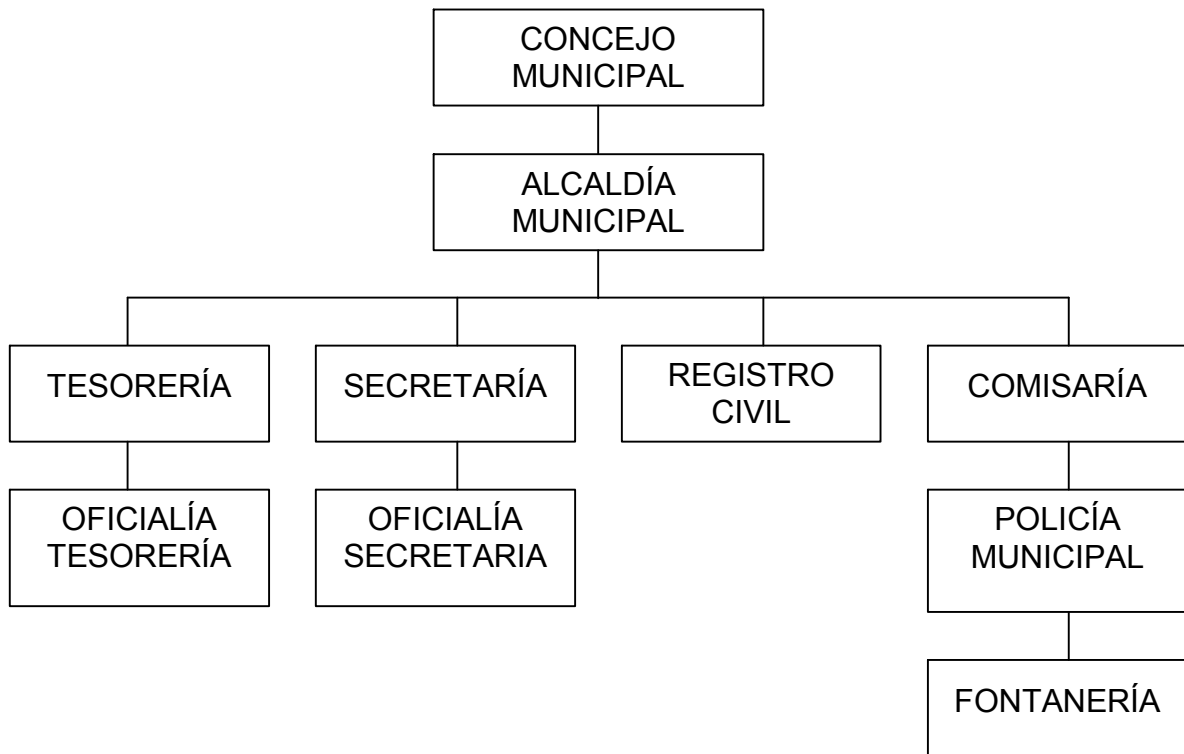 CONCEJO
MUNICIPAL
ALCALDÍA
MUNICIPAL
TESORERÍA
SECRETARÍA
REGISTRO
CIVIL
COMISARÍA
OFICIALÍA
TESORERÍA
OFICIALÍA
SECRETARIA
POLICÍA
MUNICIPAL
FONTANERÍA